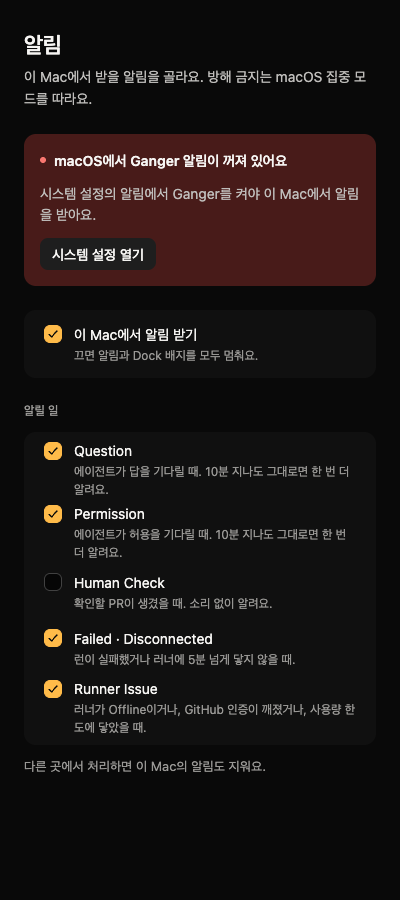 알림
이 Mac에서 받을 알림을 골라요. 방해 금지는 macOS 집중 모
드를 따라요.
macOS에서 Ganger 알림이 꺼져 있어요
시스템 설정의 알림에서 Ganger를 켜야 이 Mac에서 알림
을 받아요.
시스템 설정 열기
이 Mac에서 알림 받기
끄면 알림과 Dock 배지를 모두 멈춰요.
알릴 일
Question
에이전트가 답을 기다릴 때. 10분 지나도 그대로면 한 번 더
알려요.
Permission
에이전트가 허용을 기다릴 때. 10분 지나도 그대로면 한 번
더 알려요.
Human Check
확인할 PR이 생겼을 때. 소리 없이 알려요.
Failed · Disconnected
런이 실패했거나 러너에 5분 넘게 닿지 않을 때.
Runner Issue
러너가 Offline이거나, GitHub 인증이 깨졌거나, 사용량 한
도에 닿았을 때.
다른 곳에서 처리하면 이 Mac의 알림도 지워요.